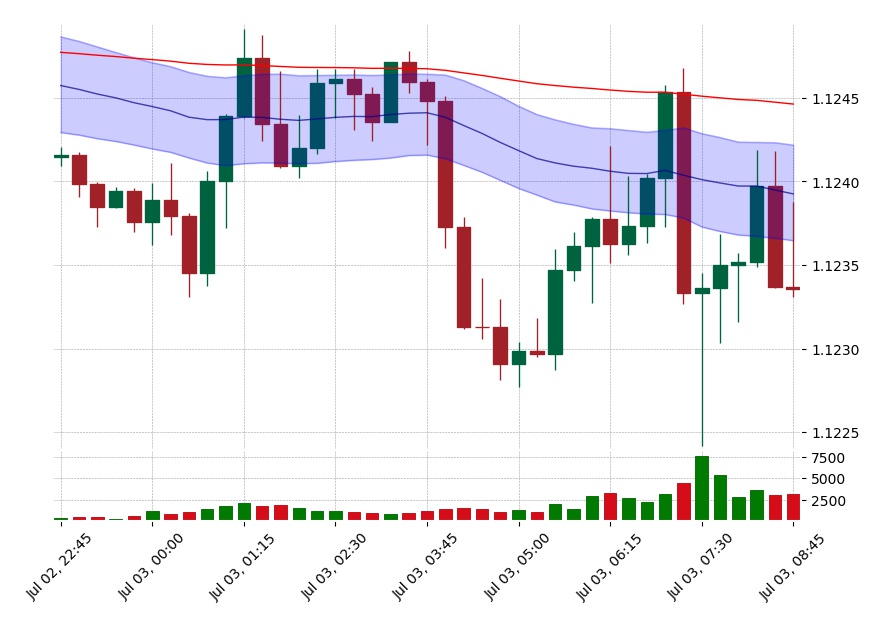 1.1245
1.1240
1.1235
1.1230
1.1225
7500
5000
2500
Jul 02, 22:45
Jul 03, 00:00
Jul 03, 01:15
Jul 03, 02:30
Jul 03, 03:45
Jul 03, 05:00
Jul 03, 06:15
Jul 03, 07:30
Jul 03, 08:45